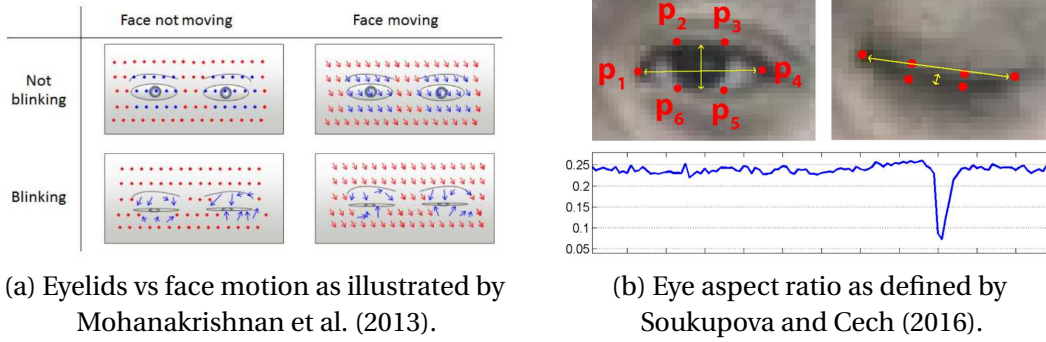 Face not moving
Face moving
Not
blinking
Blinking
p2
p3
p1
p4
p6
p5
0.25
0.2
0.15
0.1
0.05
(a) Eyelids vs face motion as illustrated by
Mohanakrishnan et al. (2013).
(b) Eye aspect ratio as defined by
Soukupova and Cech (2016).